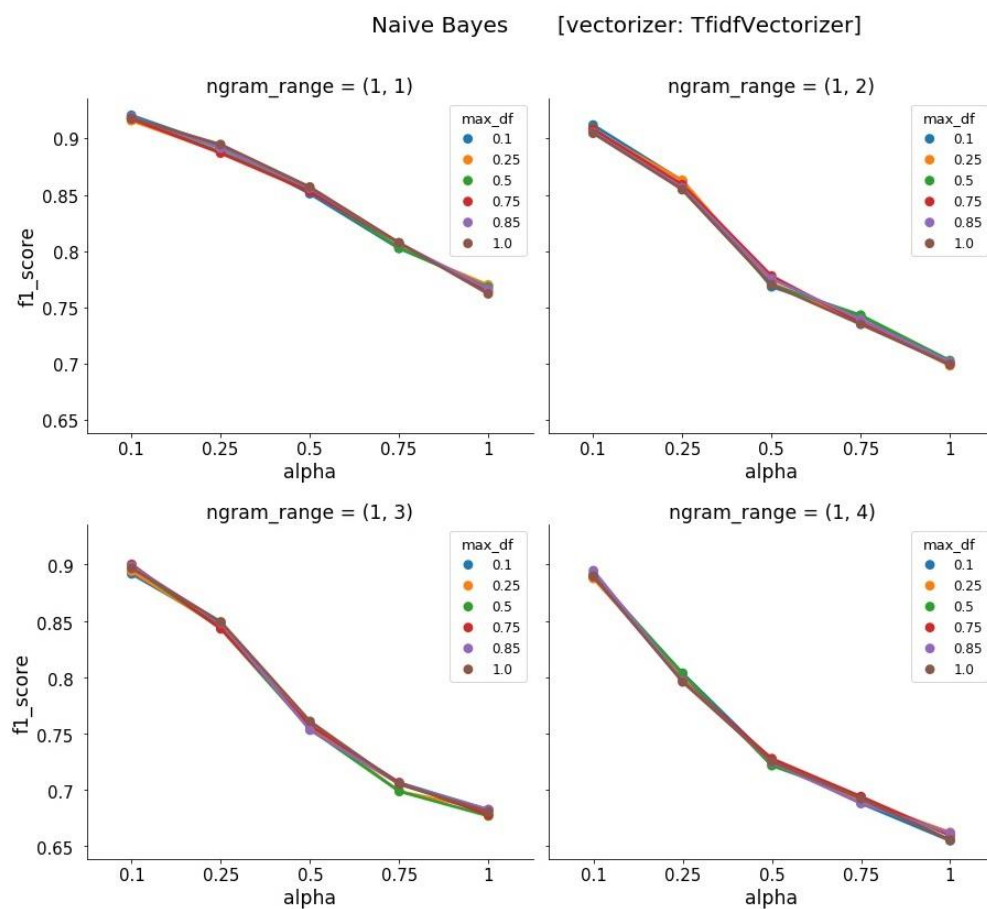 Naive Bayes [vectorizer: TfidfVectorizer]
ngram_range = (1, 1)
max_df
0.1
0.25
0.5
0.75
0.85
1.0
0.9
0.85
0.8
0.75
0.7
0.65
f1_score
0.1 0.25 0.5 0.75 1
alpha
ngram_range = (1, 2)
max_df
0.1
0.25
0.5
0.75
0.85
1.0
0.1 0.25 0.5 0.75 1
alpha
ngram_range = (1, 3)
max_df
0.1
0.25
0.5
0.75
0.85
1.0
0.9
0.85
0.8
0.75
0.7
0.65
f1_score
0.1 0.25 0.5 0.75 1
alpha
ngram_range = (1, 4)
max_df
0.1
0.25
0.5
0.75
0.85
1.0
0.1 0.25 0.5 0.75 1
alpha